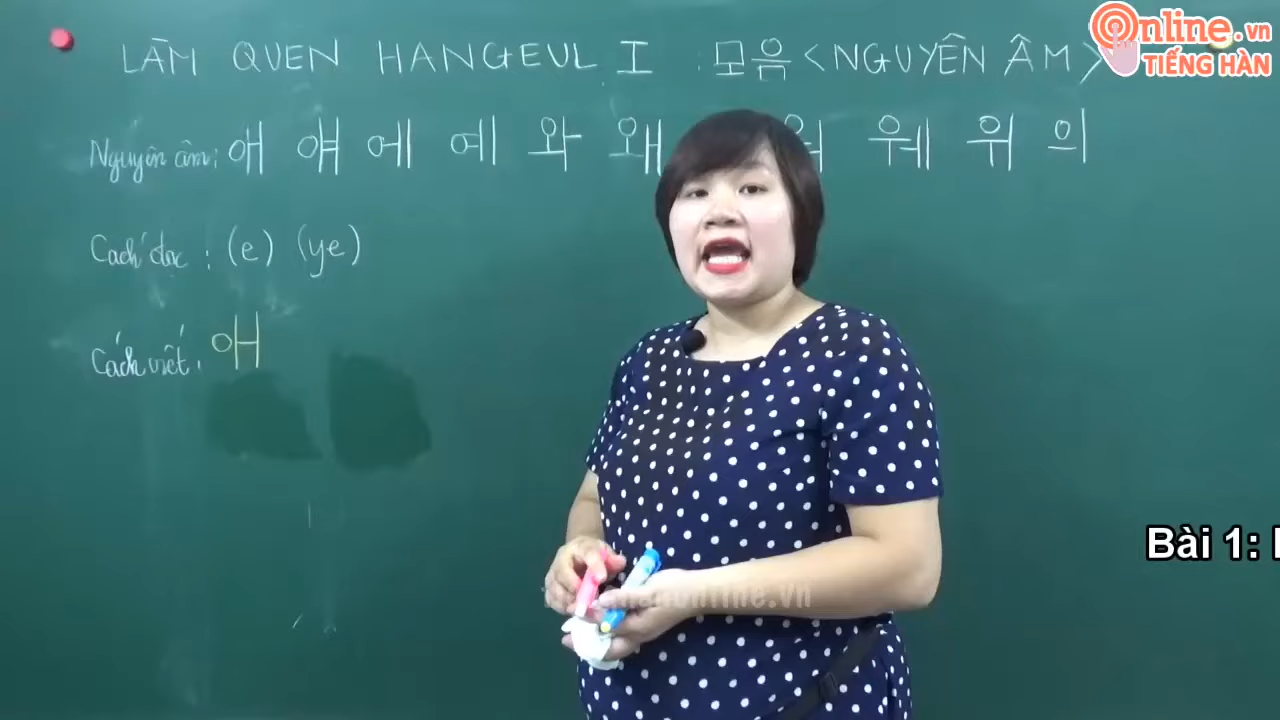 LÀM QUEN HANGEUL I : 모음 <NGUYÊN ÂM>
Online.vn
TIẾNG HÀN
Nguyên âm: 애 얘 에 예 와 왜 워 웨 위 의
Cách đọc : (e) (ye)
Cách viết : 애
Bài 1: